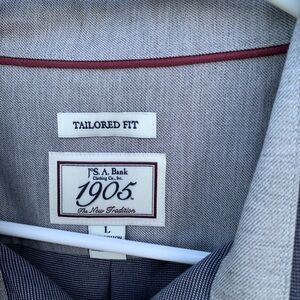 TAILORED FIT
JoS. A. Bank
Clothing Co., Inc.
1905
The New Tradition
L